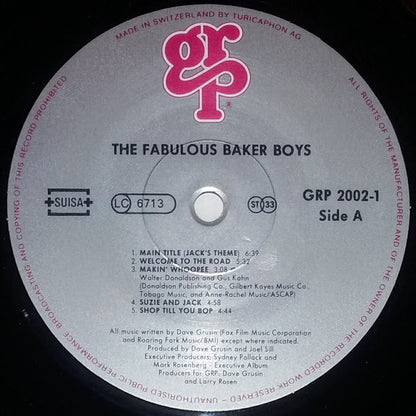 MADE IN SWITZERLAND BY TURICAPHON AG
ALL RIGHTS OF THE MANUFACTURER AND OF THE OWNER OF THE RECORDED WORK RESERVED
UNAUTHORISED PUBLIC PERFORMANCE BROADCASTING AND COPYING OF THIS RECORD PROHIBITED
grp®
THE FABULOUS BAKER BOYS
SUISA
LC 6713
ST 33
GRP 2002-1
Side A
1. MAIN TITLE (JACK'S THEME) 6:39
2. WELCOME TO THE ROAD 5:32
3. MAKIN' WHOOPEE 3:08
Walter Donaldson and Gus Kahn
(Donaldson Publishing Co., Gilbert Kayes Music Co.,
Tobago Music, and Anne-Rachel Music/ASCAP)
4. SUZIE AND JACK 4:58
5. SHOP TILL YOU BOP 4:44
All music written by Dave Grusin (Fox Film Music Corporation
and Roaring Fork Music/BMI) except where indicated.
Produced by Dave Grusin and Joel Sill
Executive Producers: Sydney Pollack and
Mark Rosenberg - Executive Album
Producers for GRP: Dave Grusin and
Larry Rosen